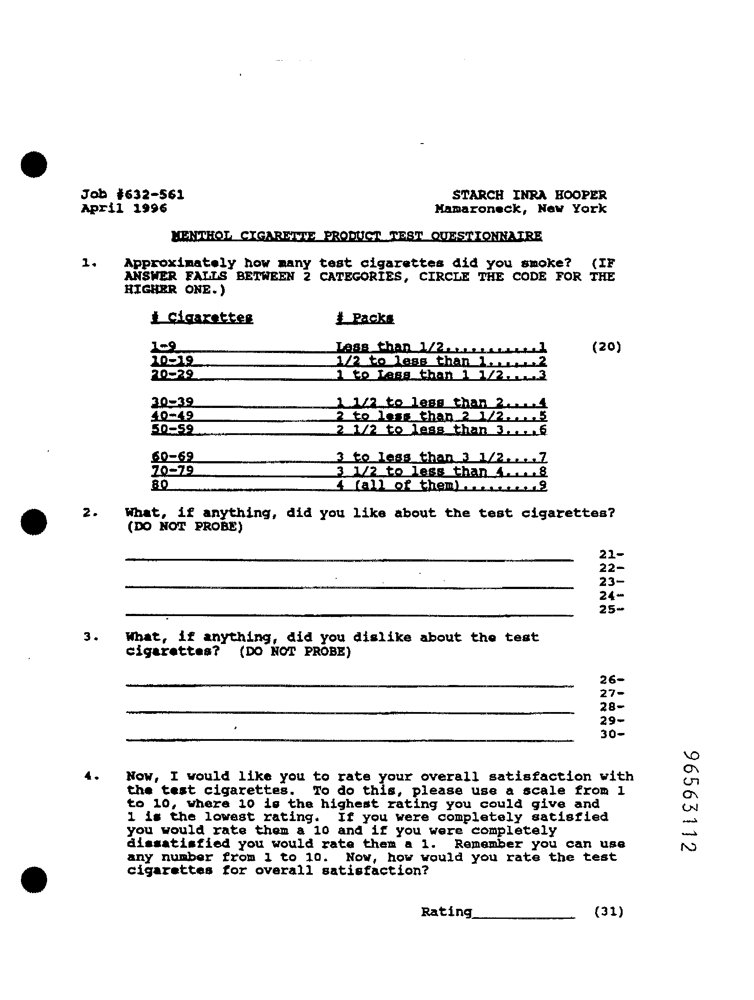 Job #632-561 STARCH INRA HOOPER
April 1996 Mamaroneck, New York
MENTHOL CIGARETTE PRODUCT TEST QUESTIONNAIRE
1. Approximately how many test cigarettes did you smoke? (IF
ANSWER FALLS BETWEEN 2 CATEGORIES, CIRCLE THE CODE FOR THE
HIGHER ONE.)
# Cigarettes # Packs
1-9 Less than 1/2...........1 (20)
10-19 1/2 to less than 1......2
20-29 1 to Less than 1 1/2....3
30-39 1 1/2 to less than 2....4
40-49 2 to less than 2 1/2....5
50-59 2 1/2 to less than 3....6
60-69 3 to less than 3 1/2....7
70-79 3 1/2 to less than 4....8
80 4 (all of them).........9
2. What, if anything, did you like about the test cigarettes?
(DO NOT PROBE)
21-
22-
23-
24-
25-
3. What, if anything, did you dislike about the test
cigarettes? (DO NOT PROBE)
26-
27-
28-
29-
30-
4. Now, I would like you to rate your overall satisfaction with
the test cigarettes. To do this, please use a scale from 1
to 10, where 10 is the highest rating you could give and
1 is the lowest rating. If you were completely satisfied
you would rate them a 10 and if you were completely
dissatisfied you would rate them a 1. Remember you can use
any number from 1 to 10. Now, how would you rate the test
cigarettes for overall satisfaction?
Rating_____________ (31)
96563112